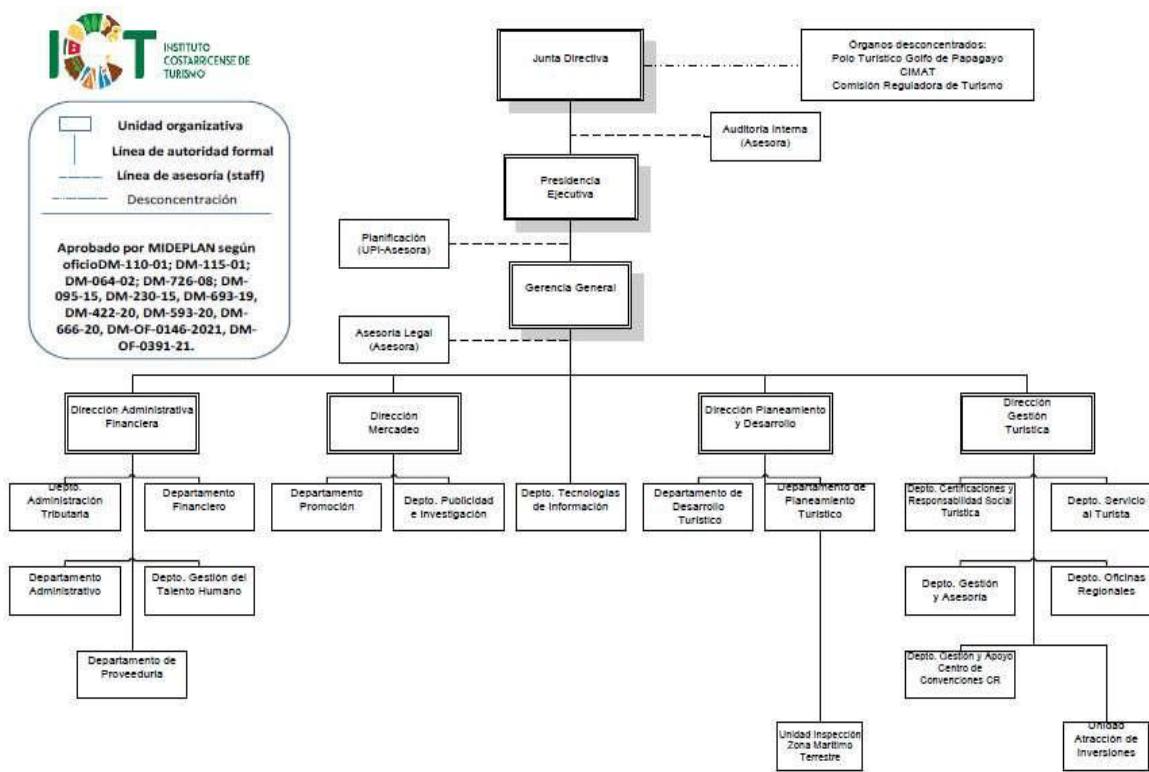 ICT
INSTITUTO
COSTARRICENSE DE
TURISMO
Unidad organizativa
Línea de autoridad formal
Línea de asesoría (staff)
Desconcentración
Aprobado por MIDEPLAN según
oficioDM-110-01; DM-115-01;
DM-064-02; DM-726-08; DM-
095-15, DM-230-15, DM-693-19,
DM-422-20, DM-593-20, DM-
666-20, DM-OF-0146-2021, DM-
OF-0391-21.
Junta Directiva
Órganos desconcentrados:
Polo Turístico Golfo de Papagayo
CIMAT
Comisión Reguladora de Turismo
Auditoría Interna
(Asesora)
Presidencia
Ejecutiva
Planificación
(UPI-Asesora)
Gerencia General
Asesoría Legal
(Asesora)
Dirección Administrativa
Financiera
Dirección
Mercadeo
Dirección Planeamiento
y Desarrollo
Dirección
Gestión
Turística
Depto.
Administración
Tributaria
Departamento
Financiero
Departamento
Promoción
Depto. Publicidad
e Investigación
Depto. Tecnologías
de Información
Departamento de
Desarrollo
Turístico
Departamento de
Planeamiento
Turístico
Depto. Certificaciones y
Responsabilidad Social
Turística
Depto. Servicio
al Turista
Departamento
Administrativo
Depto. Gestión del
Talento Humano
Depto. Gestión
y Asesoría
Depto. Oficinas
Regionales
Departamento de
Proveeduría
Depto. Gestión y Apoyo
Centro de
Convenciones CR
Unidad Inspección
Zona Marítimo
Terrestre
Unidad
Atracción de
Inversiones